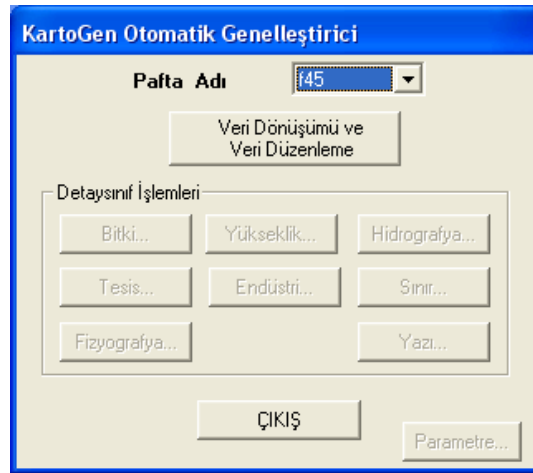 KartoGen Otomatik Genelleştirici
Pafta Adı f45
Veri Dönüşümü ve
Veri Düzenleme
Detaysınıf İşlemleri
Bitki... Yükseklik... Hidrografya...
Tesis... Endüstri... Sınır...
Fizyografya... Yazı...
ÇIKIŞ
Parametre...